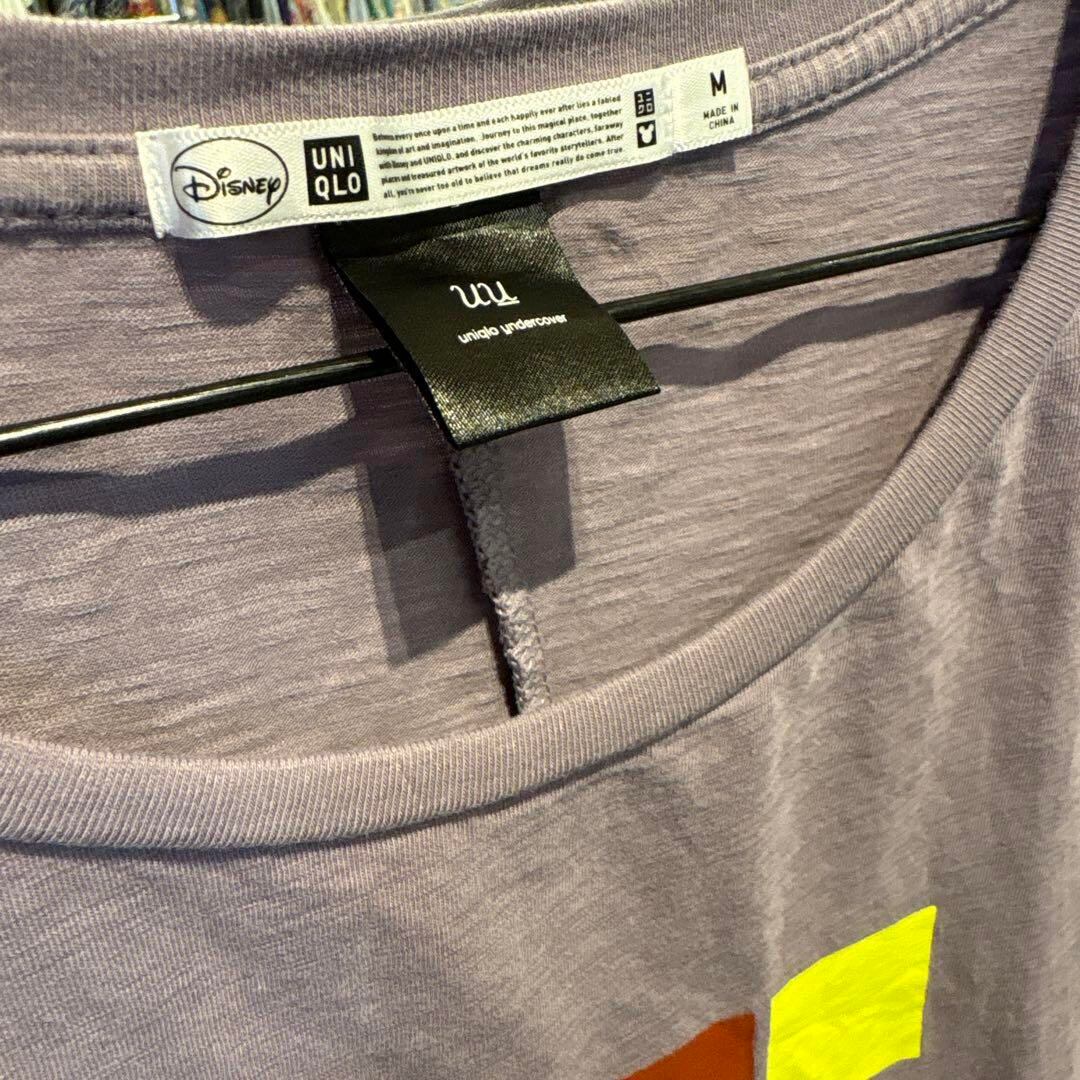 Disney
UNI
QLO
Between every once upon a time and each happily ever after lies a fabled
kingdom of art and imagination. Journey to this magical place, together
with Disney and UNIQLO, and discover the charming characters, faraway
places and treasured artwork of the world's favorite storytellers. After
all, you're never too old to believe that dreams really do come true
M
MADE IN
CHINA
uu
uniqlo undercover